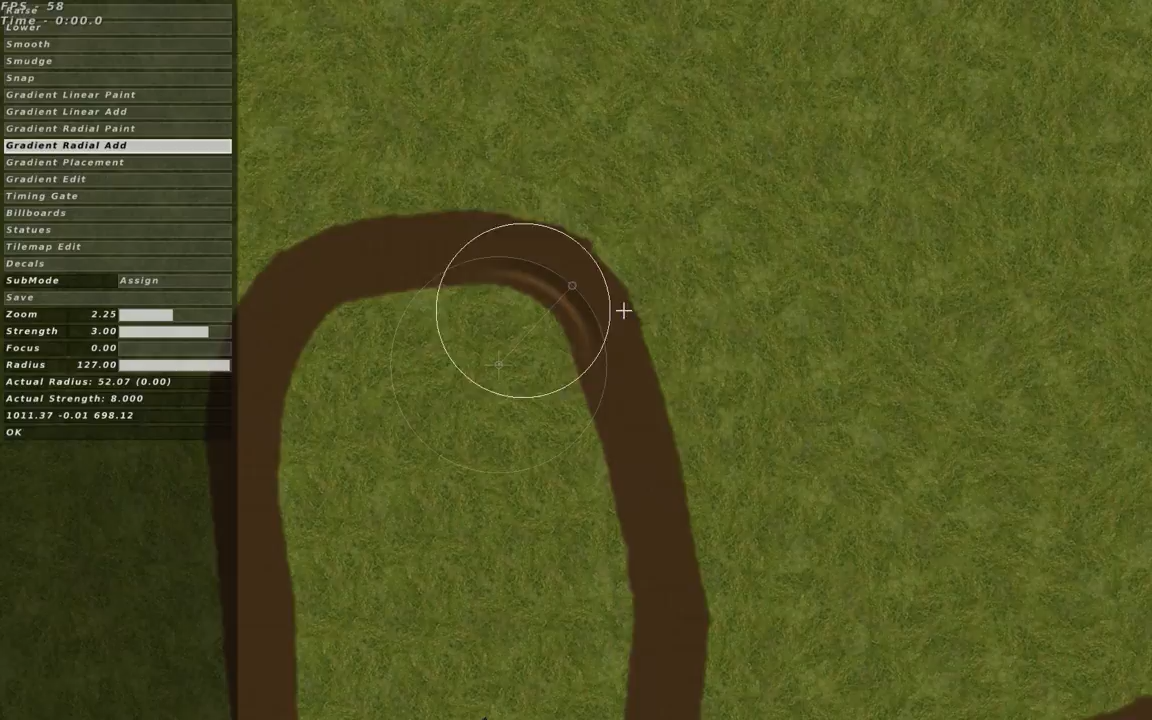 FPS - 58
Raise
Time - 0:00.0
Lower
Smooth
Smudge
Snap
Gradient Linear Paint
Gradient Linear Add
Gradient Radial Paint
Gradient Radial Add
Gradient Placement
Gradient Edit
Timing Gate
Billboards
Statues
Tilemap Edit
Decals
SubMode Assign
Save
Zoom 2.25
Strength 3.00
Focus 0.00
Radius 127.00
Actual Radius: 52.07 (0.00)
Actual Strength: 8.000
1011.37 -0.01 698.12
OK